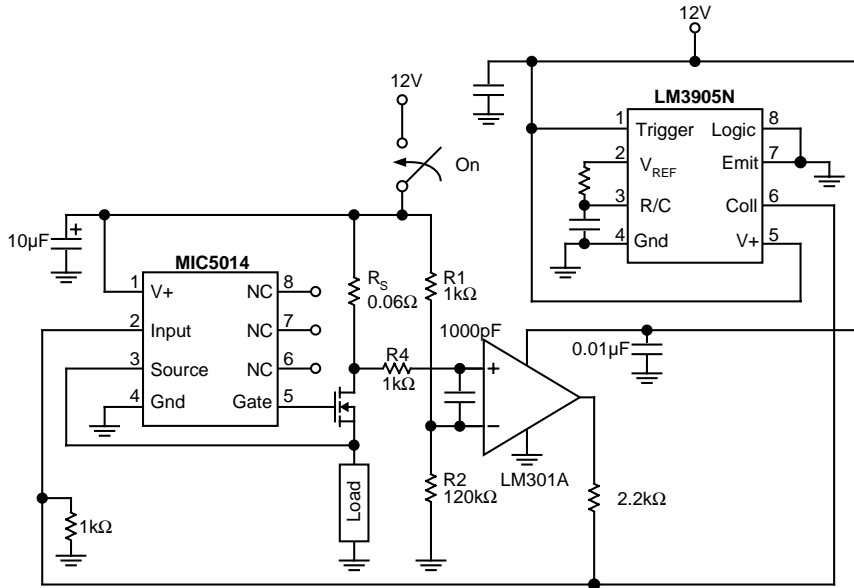 12V
LM3905N
1 Trigger Logic 8
2 VREF Emit 7
3 R/C Coll 6
4 Gnd V+ 5
12V
On
10µF
+
MIC5014
1 V+ NC 8
2 Input NC 7
3 Source NC 6
4 Gnd Gate 5
RS
0.06Ω
R1
1kΩ
1000pF
R4
1kΩ
+
−
LM301A
0.01µF
R2
120kΩ
2.2kΩ
Load
1kΩ